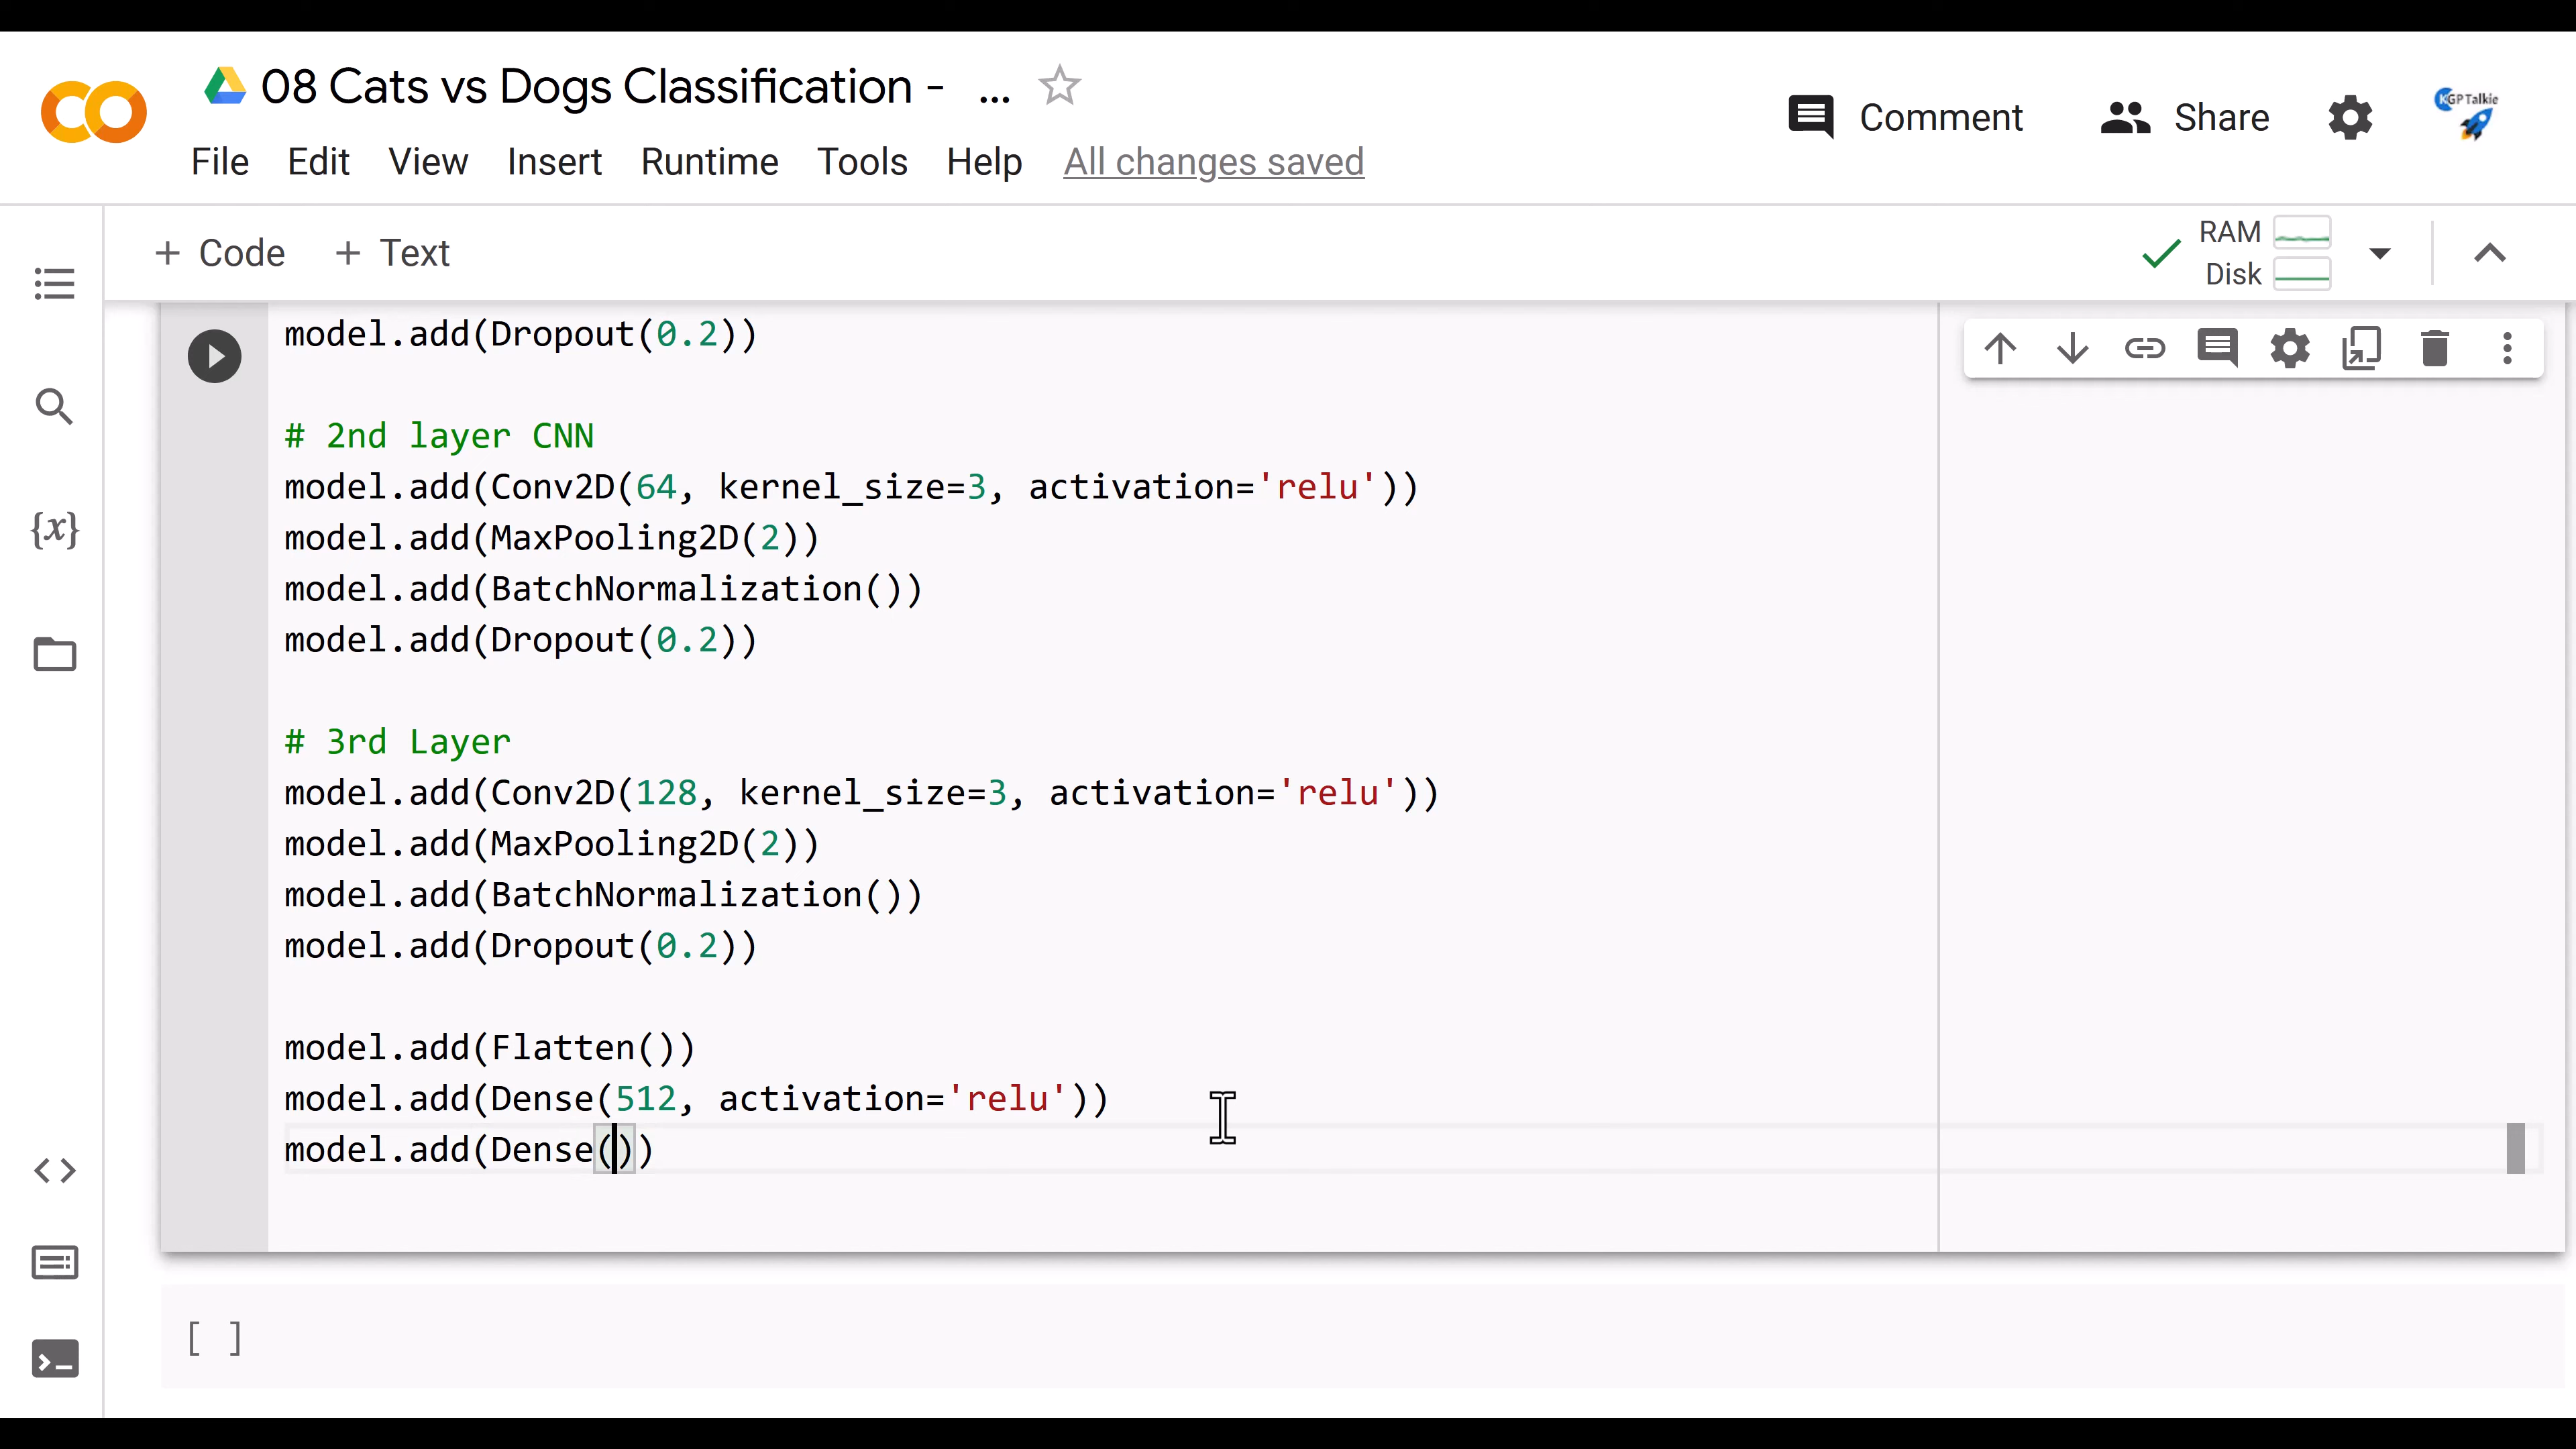 08 Cats vs Dogs Classification - ...
Comment
Share
KGP Talkie
File Edit View Insert Runtime Tools Help All changes saved
+ Code + Text
RAM
Disk
model.add(Dropout(0.2))
# 2nd layer CNN
model.add(Conv2D(64, kernel_size=3, activation='relu'))
model.add(MaxPooling2D(2))
model.add(BatchNormalization())
model.add(Dropout(0.2))
# 3rd Layer
model.add(Conv2D(128, kernel_size=3, activation='relu'))
model.add(MaxPooling2D(2))
model.add(BatchNormalization())
model.add(Dropout(0.2))
model.add(Flatten())
model.add(Dense(512, activation='relu'))
model.add(Dense())
[ ]
{x}